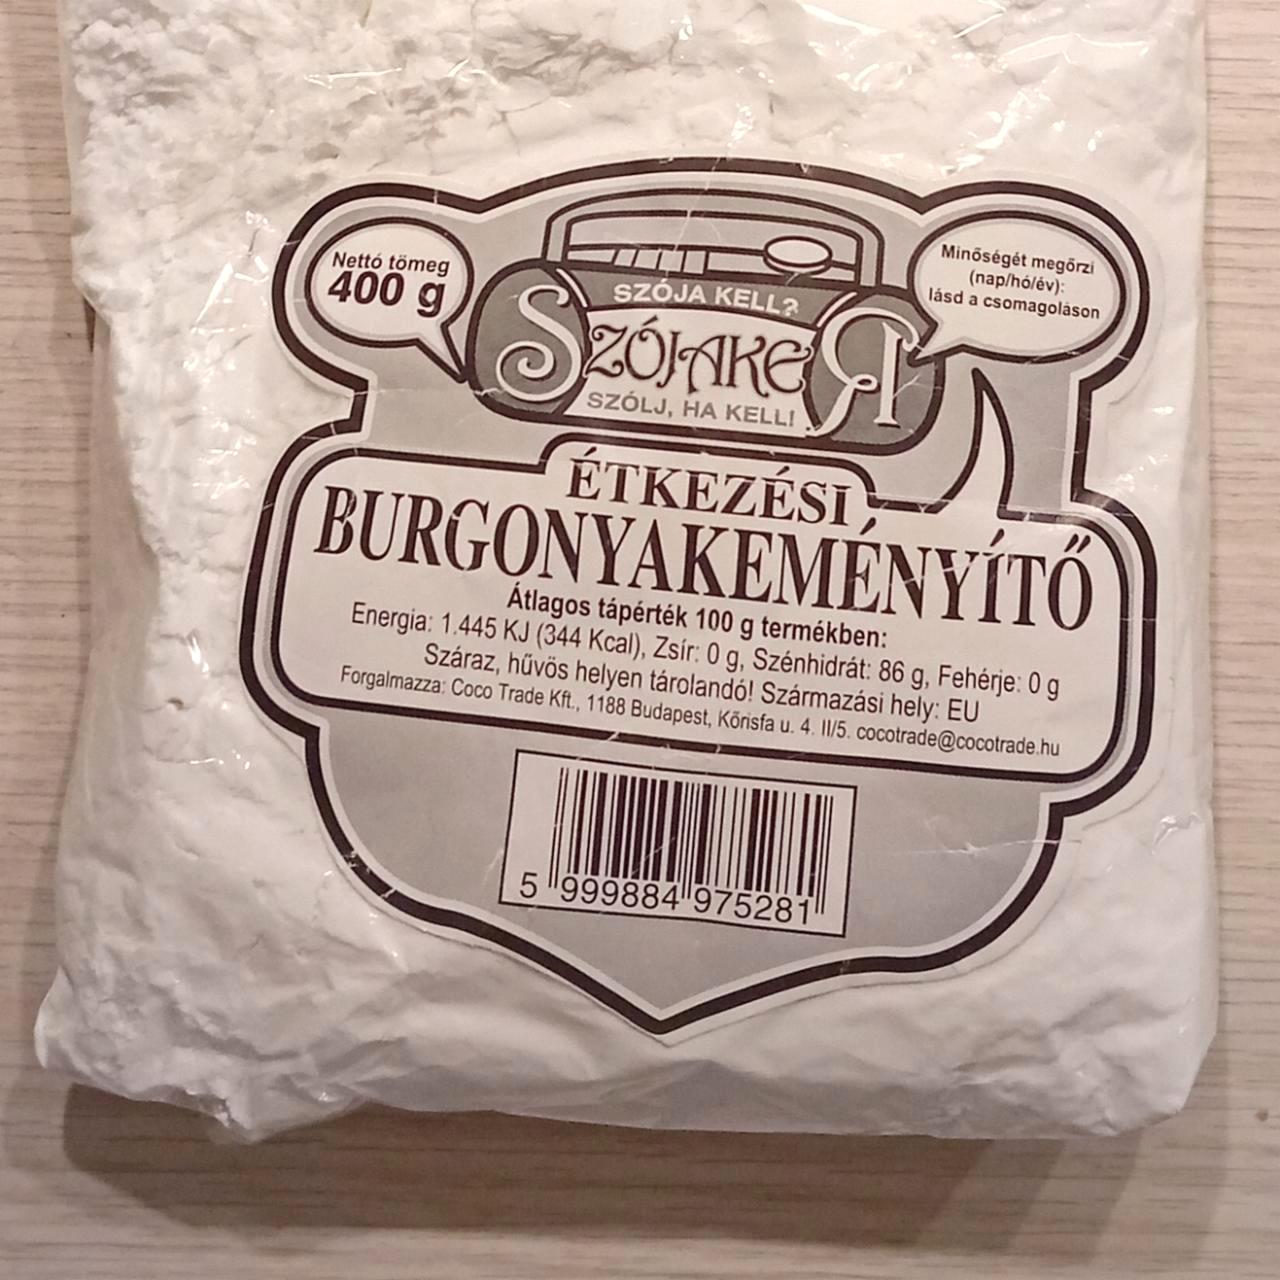 Nettó tömeg
400 g
Minőségét megőrzi
(nap/hó/év):
lásd a csomagoláson
SZÓJA KELL?
SZÓJAKER
SZÓLJ, HA KELL!
ÉTKEZÉSI
BURGONYAKEMÉNYÍTŐ
Átlagos tápérték 100 g termékben:
Energia: 1.445 KJ (344 Kcal), Zsír: 0 g, Szénhidrát: 86 g, Fehérje: 0 g
Száraz, hűvös helyen tárolandó! Származási hely: EU
Forgalmazza: Coco Trade Kft., 1188 Budapest, Kőrisfa u. 4. II/5. cocotrade@cocotrade.hu
5 999884 975281